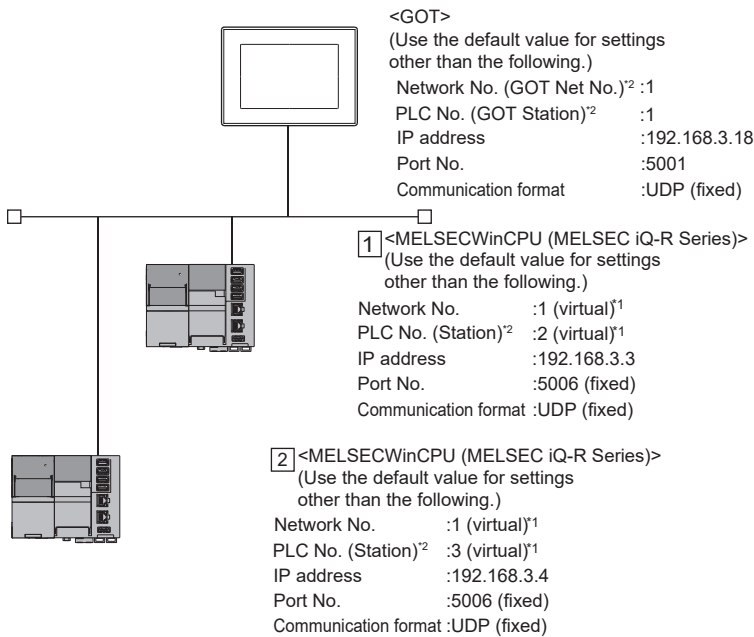 <GOT>
(Use the default value for settings
other than the following.)
Network No. (GOT Net No.)*2 :1
PLC No. (GOT Station)*2 :1
IP address :192.168.3.18
Port No. :5001
Communication format :UDP (fixed)
1 <MELSECWinCPU (MELSEC iQ-R Series)>
(Use the default value for settings
other than the following.)
Network No. :1 (virtual)*1
PLC No. (Station)*2 :2 (virtual)*1
IP address :192.168.3.3
Port No. :5006 (fixed)
Communication format :UDP (fixed)
2 <MELSECWinCPU (MELSEC iQ-R Series)>
(Use the default value for settings
other than the following.)
Network No. :1 (virtual)*1
PLC No. (Station)*2 :3 (virtual)*1
IP address :192.168.3.4
Port No. :5006 (fixed)
Communication format :UDP (fixed)